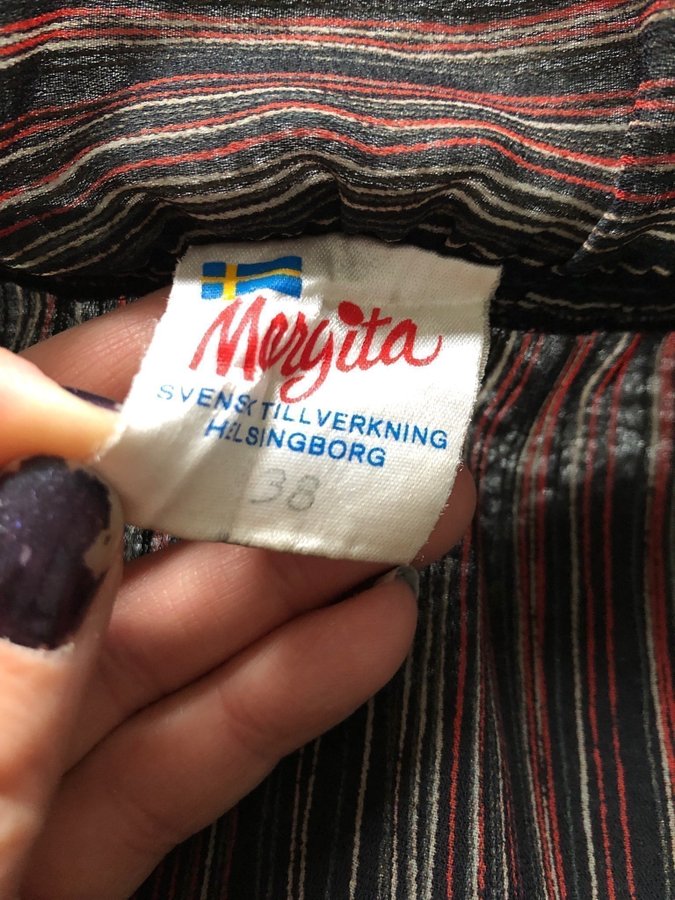 Margita
SVENSK TILLVERKNING
HELSINGBORG
38